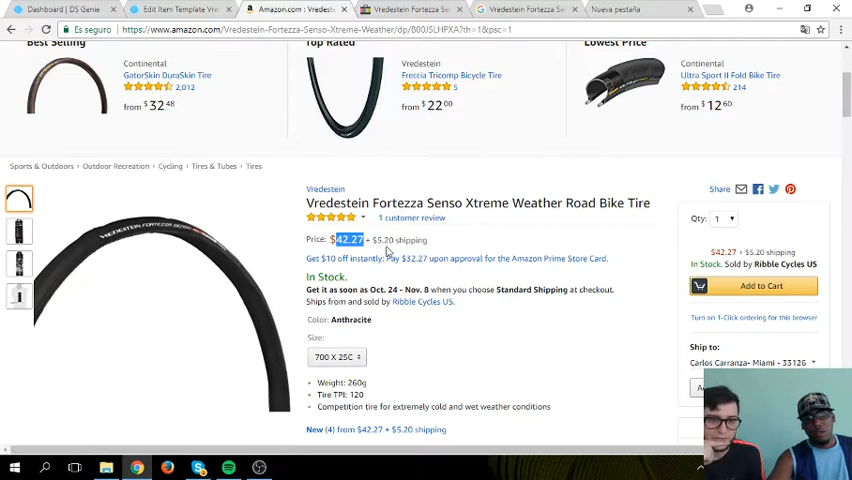 Dashboard | DS Genie
Edit Item Template Vre
Amazon.com : Vredeste
Vredestein Fortezza Sen
Vredestein Fortezza Sen
Nueva pestaña
Es seguro
https://www.amazon.com/Vredestein-Fortezza-Senso-Xtreme-Weather/dp/B00J5LHPXA?th=1&psc=1
Best Selling
Top Rated
Lowest Price
Continental
GatorSkin DuraSkin Tire
2,012
from $32.48
Vredestein
Freccia Tricomp Bicycle Tire
5
from $22.00
Continental
Ultra Sport II Fold Bike Tire
214
from $12.60
Sports & Outdoors › Outdoor Recreation › Cycling › Tires & Tubes › Tires
VREDESTEIN FORTEZZA SENSO
Vredestein
Vredestein Fortezza Senso Xtreme Weather Road Bike Tire
1 customer review
Price: $42.27 + $5.20 shipping
Get $10 off instantly: Pay $32.27 upon approval for the Amazon Prime Store Card.
In Stock.
Get it as soon as Oct. 24 - Nov. 8 when you choose Standard Shipping at checkout.
Ships from and sold by Ribble Cycles US.
Color: Anthracite
Size:
700 X 25C
Weight: 260g
Tire TPI: 120
Competition tire for extremely cold and wet weather conditions
New (4) from $42.27 + $5.20 shipping
Share
Qty: 1
$42.27 + $5.20 shipping
In Stock. Sold by Ribble Cycles US
Add to Cart
Turn on 1-Click ordering for this browser
Ship to:
Carlos Carranza- Miami - 33126